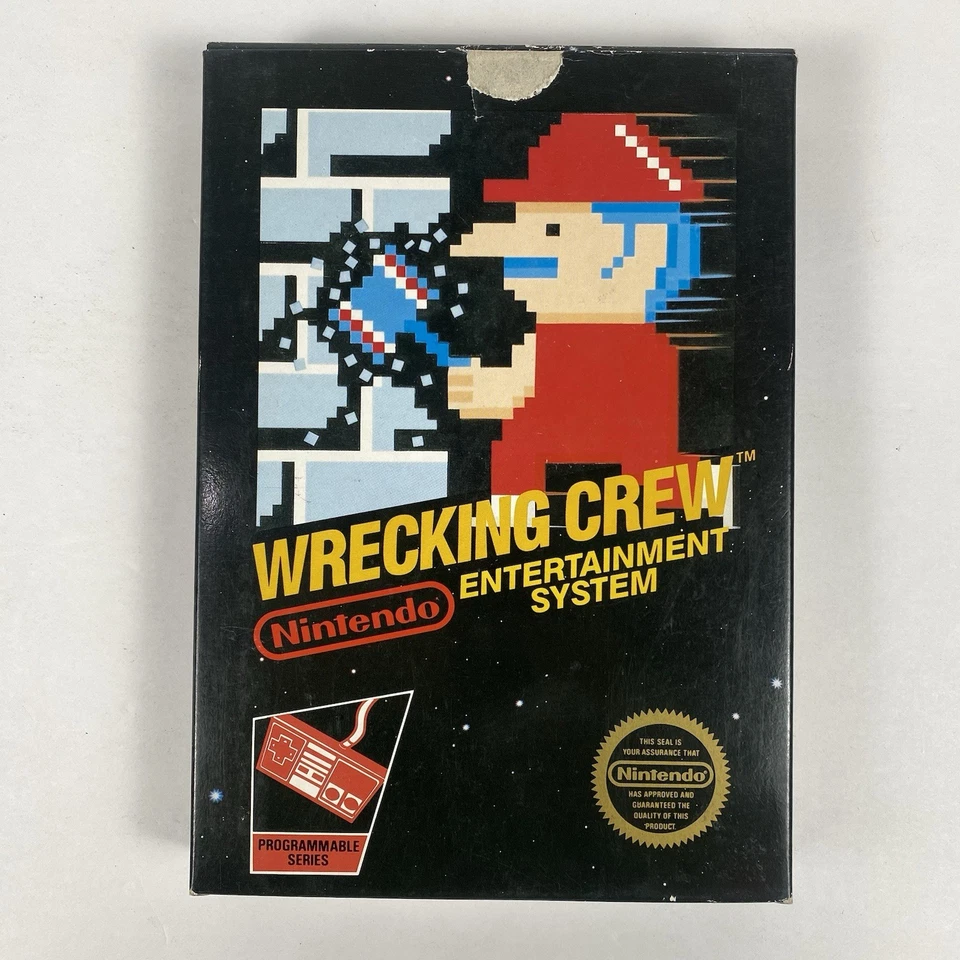 WRECKING CREW™
Nintendo®
ENTERTAINMENT
SYSTEM
PROGRAMMABLE
SERIES
THIS SEAL IS
YOUR ASSURANCE THAT
Nintendo®
HAS APPROVED AND
GUARANTEED THE
QUALITY OF THIS
PRODUCT.